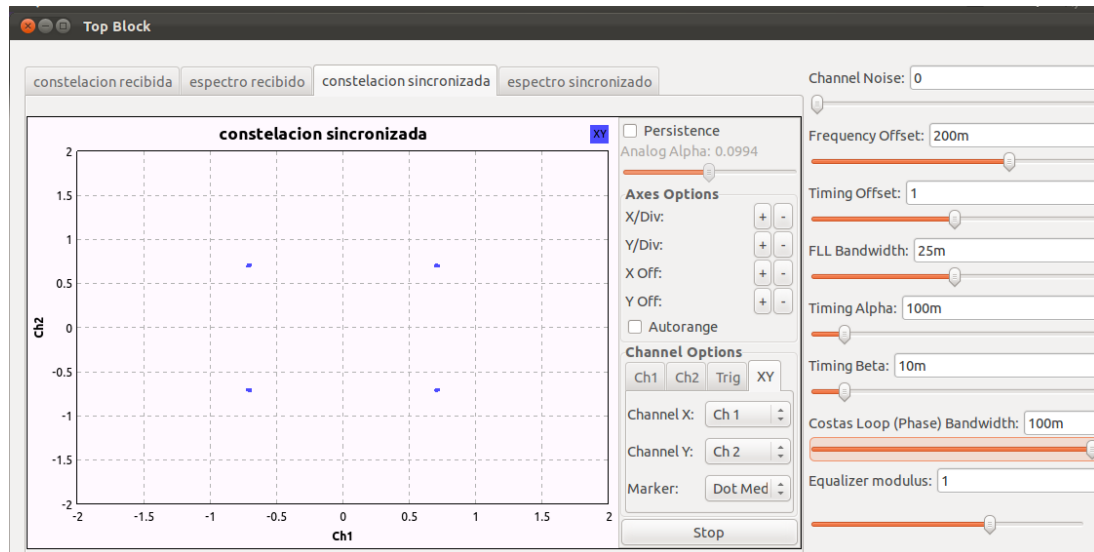 Top Block
constelacion recibida
espectro recibido
constelacion sincronizada
espectro sincronizado
constelacion sincronizada
XY
2
1.5
1
0.5
0
-0.5
-1
-1.5
-2
Ch2
-2
-1.5
-1
-0.5
0
0.5
1
1.5
2
Ch1
Persistence
Analog Alpha: 0.0994
Axes Options
X/Div:
+
-
Y/Div:
+
-
X Off:
+
-
Y Off:
+
-
Autorange
Channel Options
Ch1
Ch2
Trig
XY
Channel X:
Ch 1
Channel Y:
Ch 2
Marker:
Dot Med
Stop
Channel Noise: 0
Frequency Offset: 200m
Timing Offset: 1
FLL Bandwidth: 25m
Timing Alpha: 100m
Timing Beta: 10m
Costas Loop (Phase) Bandwidth: 100m
Equalizer modulus: 1